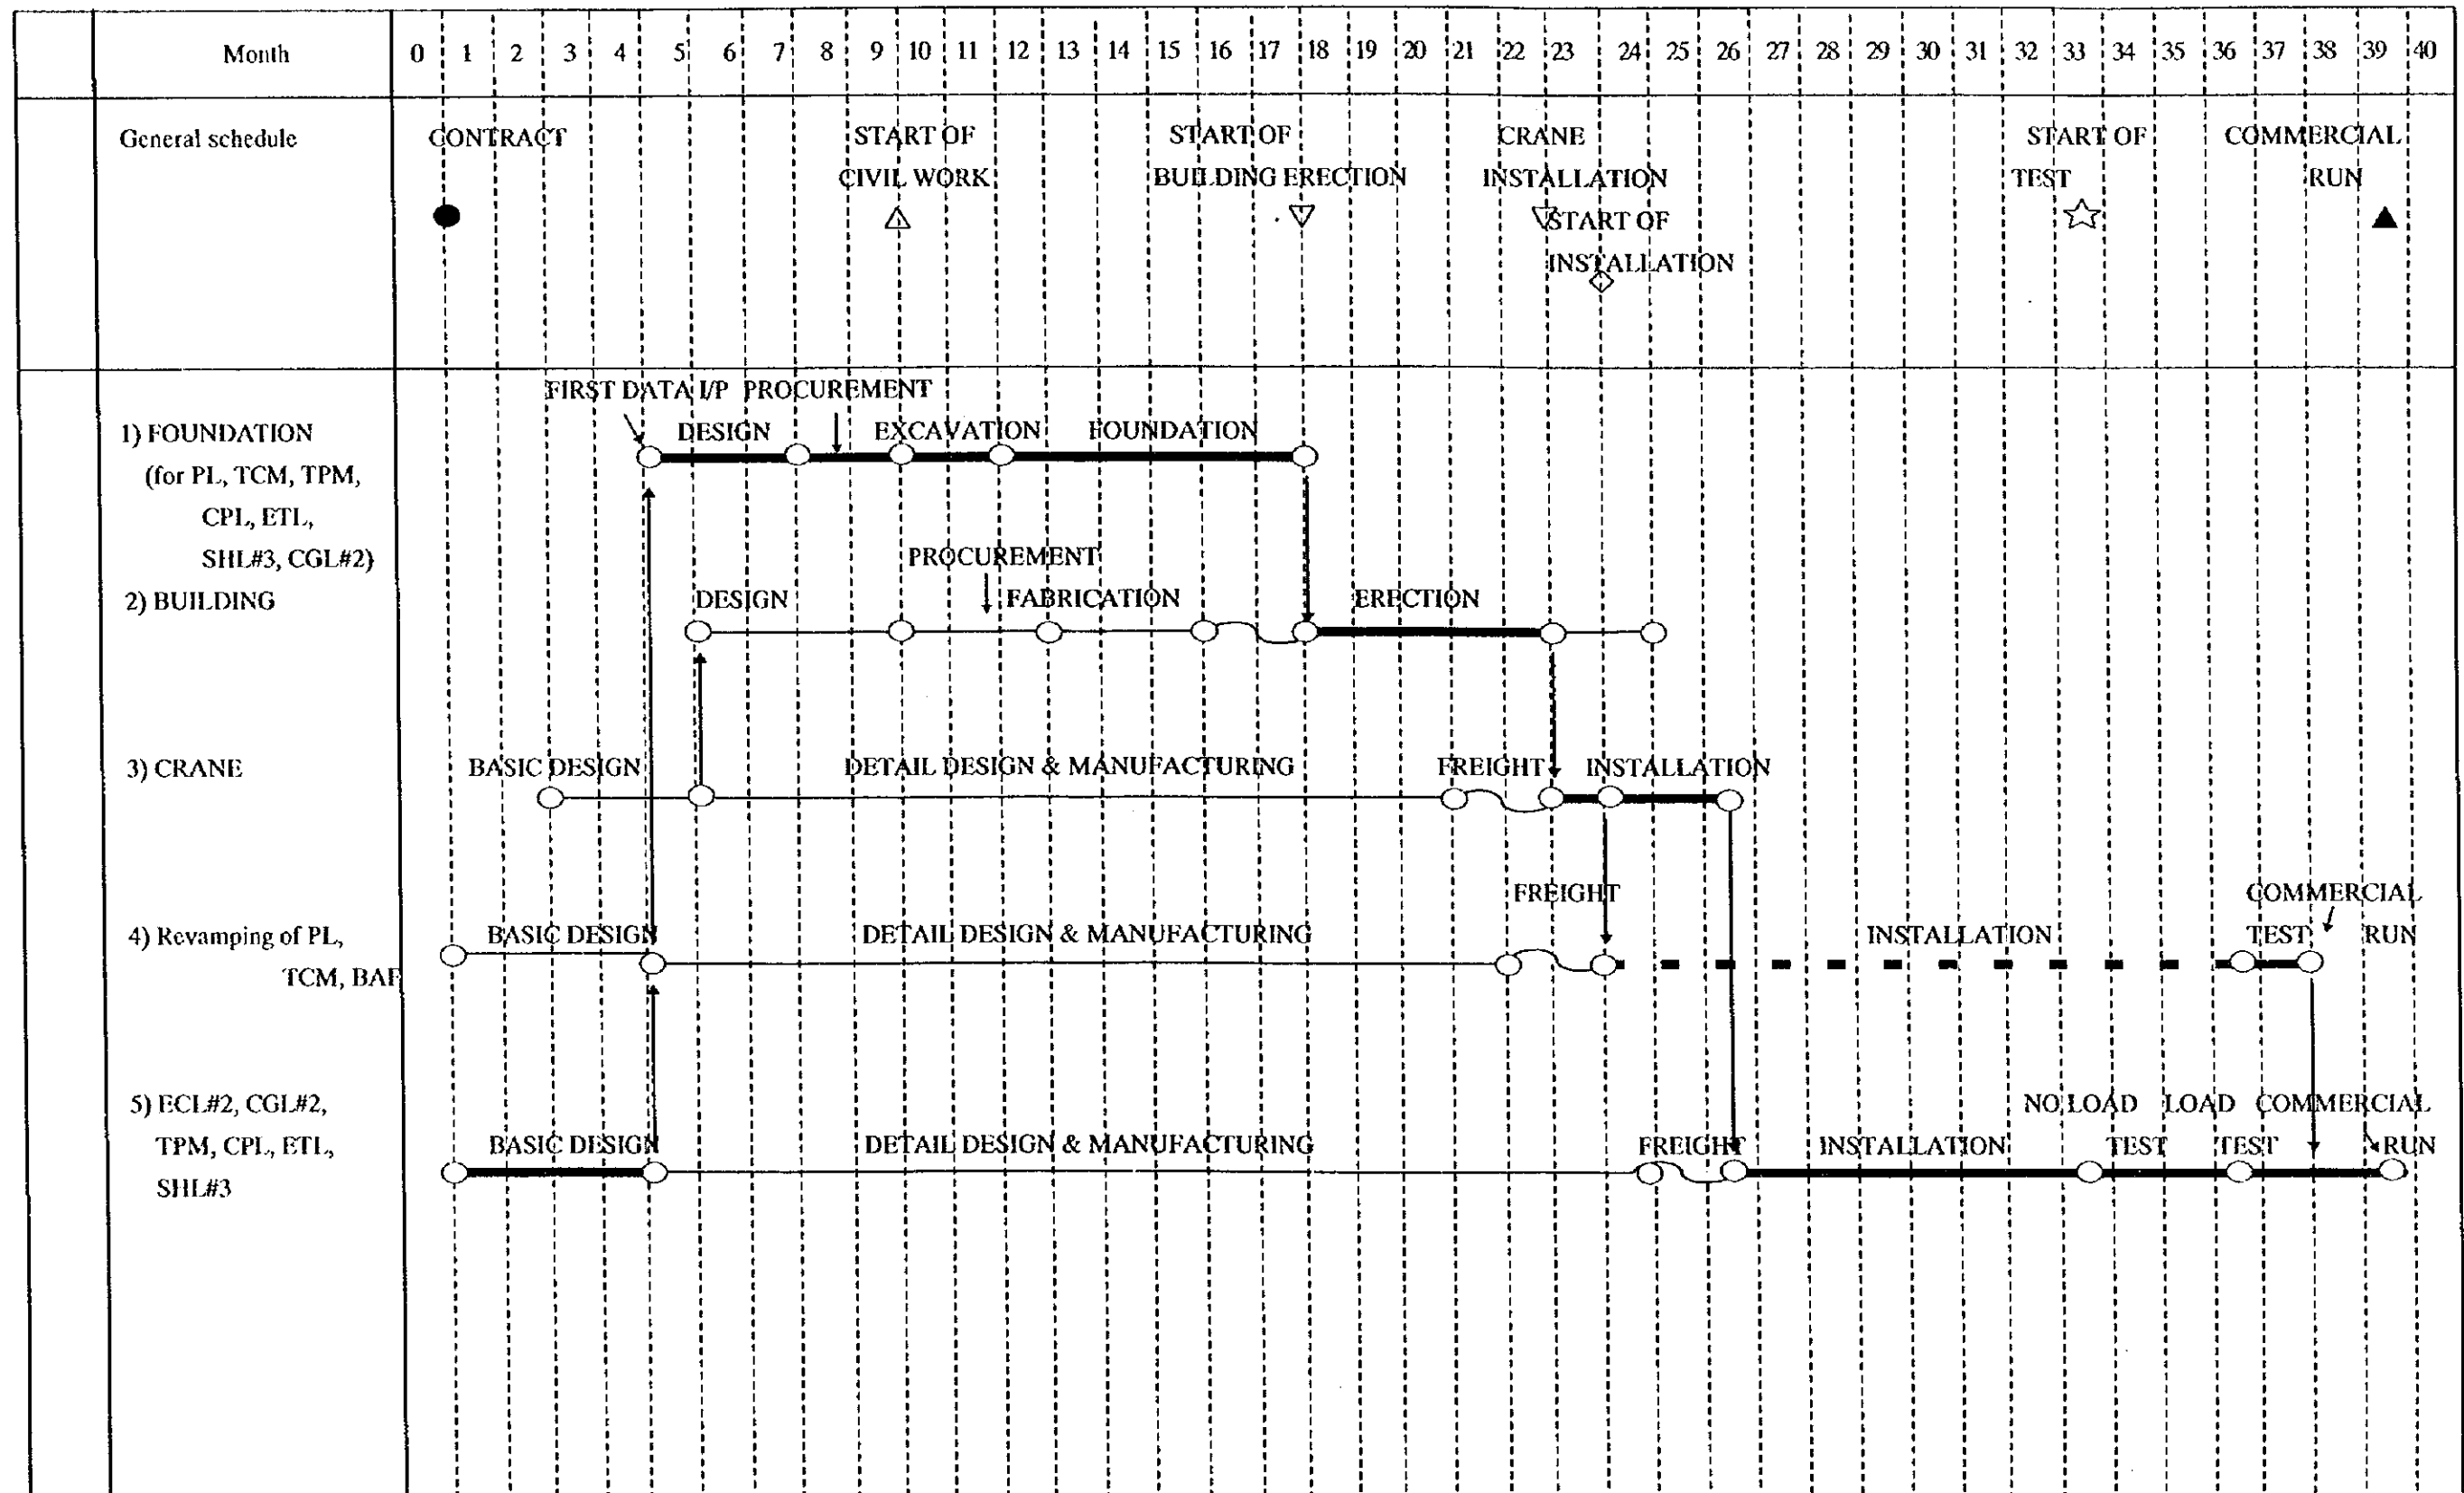 Month 0 1 2 3 4 5 6 7 8 9 10 11 12 13 14 15 16 17 18 19 20 21 22 23 24 25 26 27 28 29 30 31 32 33 34 35 36 37 38 39 40
General schedule CONTRACT START OF START OF CRANE START OF COMMERCIAL
CIVIL WORK BUILDING ERECTION INSTALLATION TEST RUN
START OF
INSTALLATION
FIRST DATA I/P PROCUREMENT
1) FOUNDATION DESIGN EXCAVATION FOUNDATION
(for PL, TCM, TPM,
CPL, ETL,
SHL#3, CGL#2)
PROCUREMENT
2) BUILDING DESIGN FABRICATION ERECTION
3) CRANE BASIC DESIGN DETAIL DESIGN & MANUFACTURING FREIGHT INSTALLATION
FREIGHT COMMERCIAL
4) Revamping of PL, BASIC DESIGN DETAIL DESIGN & MANUFACTURING INSTALLATION TEST RUN
TCM, BAF
5) ECL#2, CGL#2, NO LOAD LOAD COMMERCIAL
TPM, CPL, ETL, BASIC DESIGN DETAIL DESIGN & MANUFACTURING FREIGHT INSTALLATION TEST TEST RUN
SHL#3